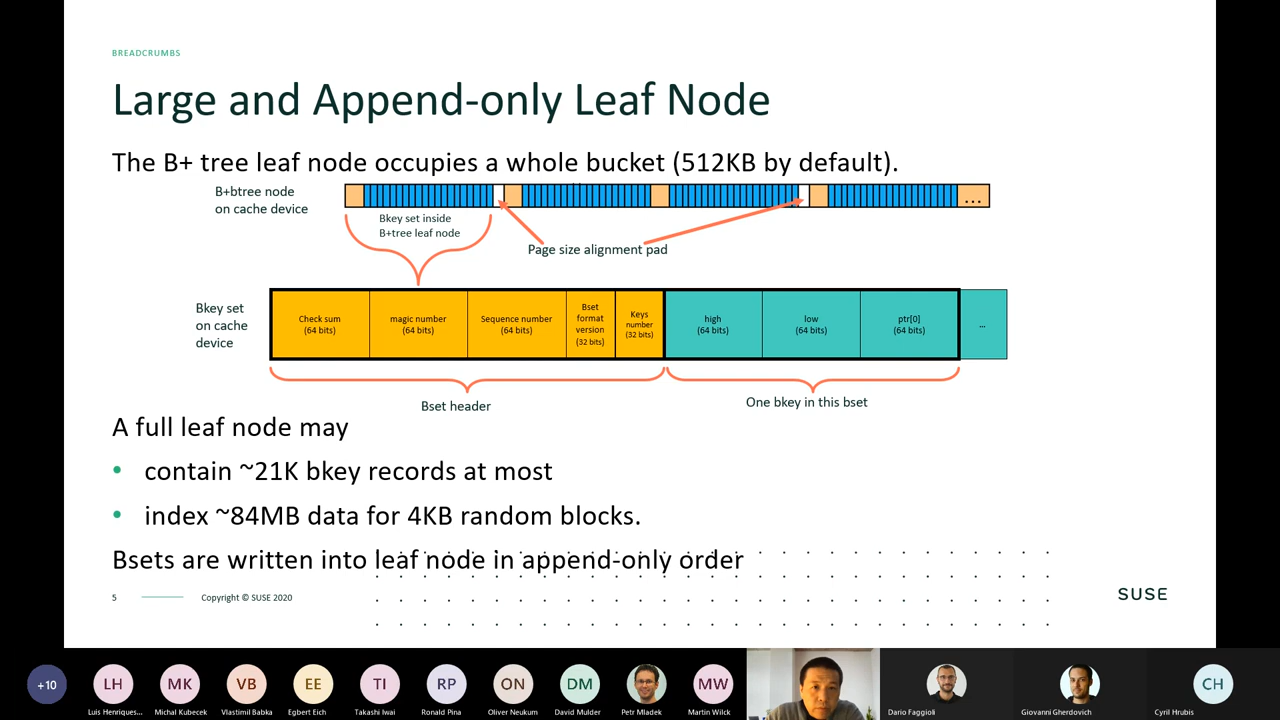 BREADCRUMBS
Large and Append-only Leaf Node
The B+ tree leaf node occupies a whole bucket (512KB by default).
B+btree node
on cache device
...
Bkey set inside
B+tree leaf node
Page size alignment pad
Bkey set
on cache
device
Check sum
(64 bits)
magic number
(64 bits)
Sequence number
(64 bits)
Bset
format
version
(32 bits)
Keys
number
(32 bits)
high
(64 bits)
low
(64 bits)
ptr[0]
(64 bits)
...
Bset header
One bkey in this bset
A full leaf node may
• contain ~21K bkey records at most
• index ~84MB data for 4KB random blocks.
Bsets are written into leaf node in append-only order
5
Copyright © SUSE 2020
SUSE
+10
LH
MK
VB
EE
TI
RP
ON
DM
MW
CH
Luis Henriques...
Michal Kubecek
Vlastimil Babka
Egbert Eich
Takashi Iwai
Ronald Pina
Oliver Neukum
David Mulder
Petr Mladek
Martin Wilck
Dario Faggioli
Giovanni Gherdovich
Cyril Hrubis